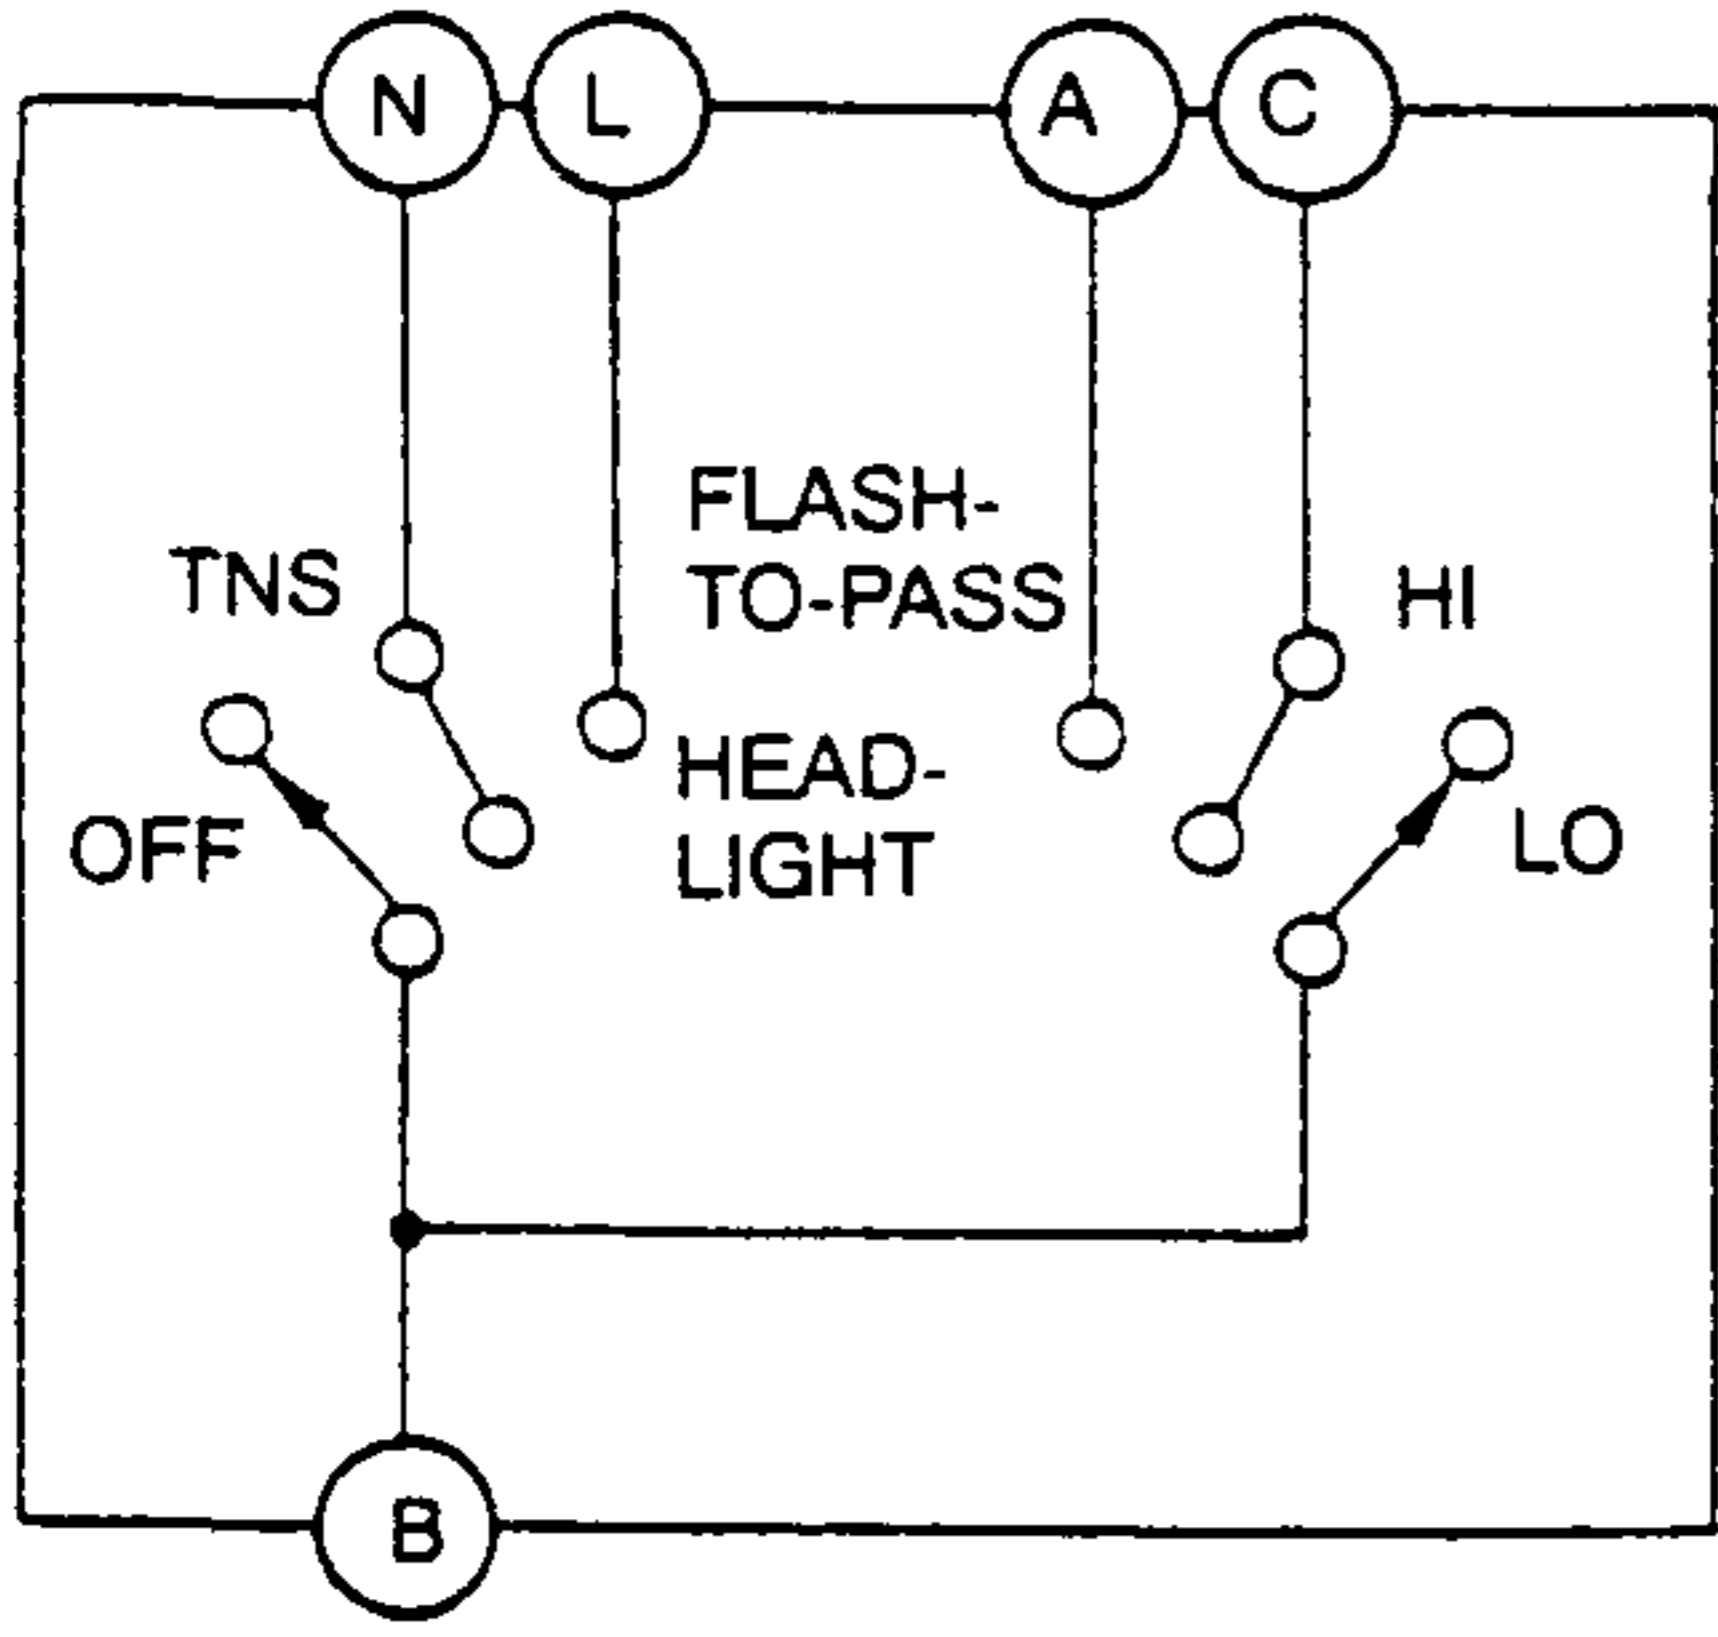 N
L
A
C
FLASH-
TO-PASS
TNS
HI
HEAD-
LIGHT
OFF
LO
B